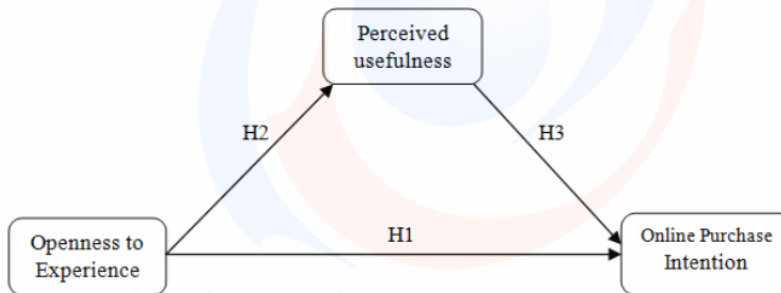 Perceived
usefulness
H2
H3
Openness to
Experience
H1
Online Purchase
Intention